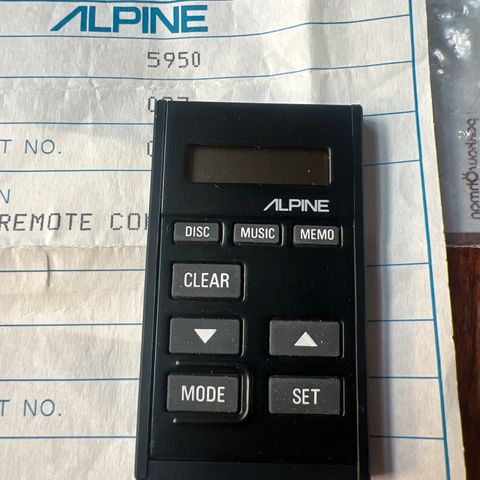 ALPINE
5950
T NO.
N
REMOTE CO
ALPINE
DISC MUSIC MEMO
CLEAR
MODE SET
T NO.